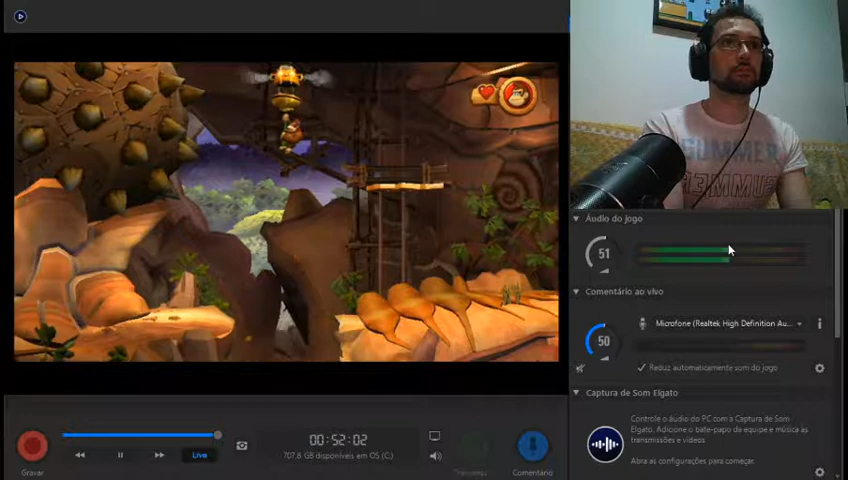 SUMMER
Áudio do jogo
51
Comentário ao vivo
Microfone (Realtek High Definition Au...
50
Reduz automaticamente som do jogo
Captura de Som Elgato
Controle o áudio do PC com a Captura de Som
Elgato. Adicione o bate-papo da equipe e música às
transmissões e vídeos
Abra as configurações para começar.
00:52:02
707.8 GB disponíveis em OS (C:)
Live
Gravar
Comentário